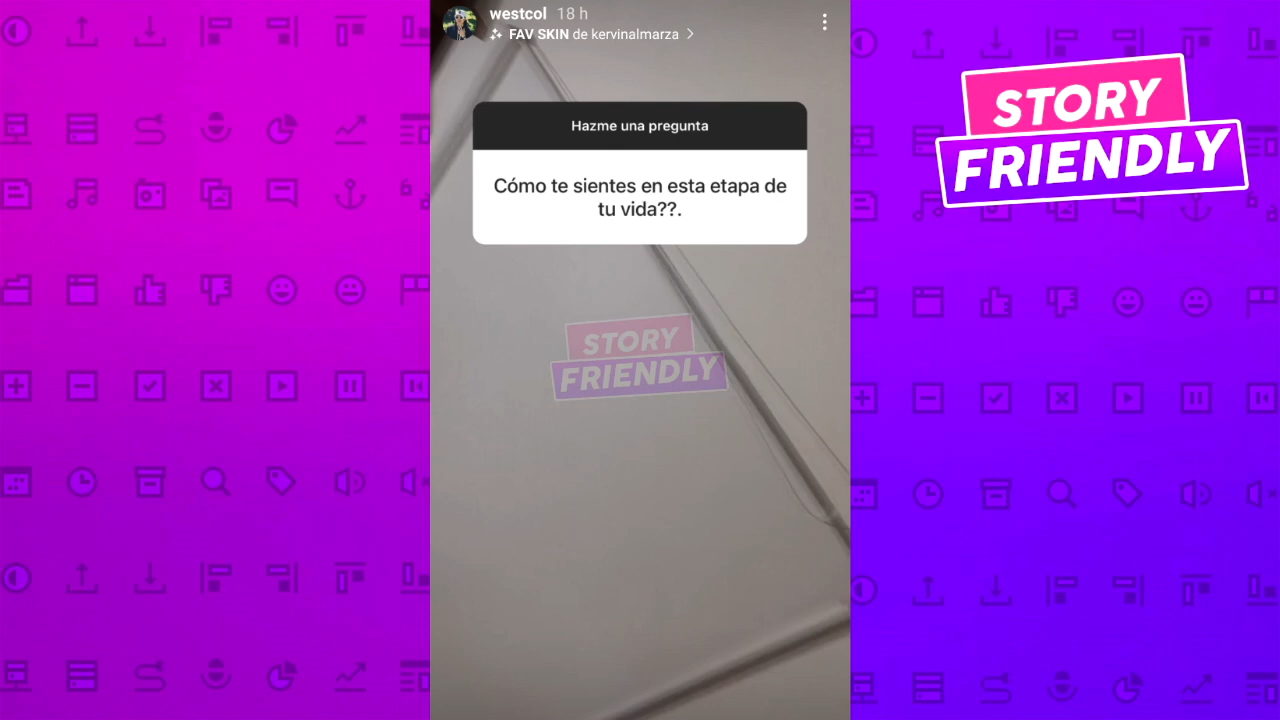 westcol 18 h
FAV SKIN de kervinalmarza
Hazme una pregunta
Cómo te sientes en esta etapa de
tu vida??.
STORY
FRIENDLY
STORY
FRIENDLY